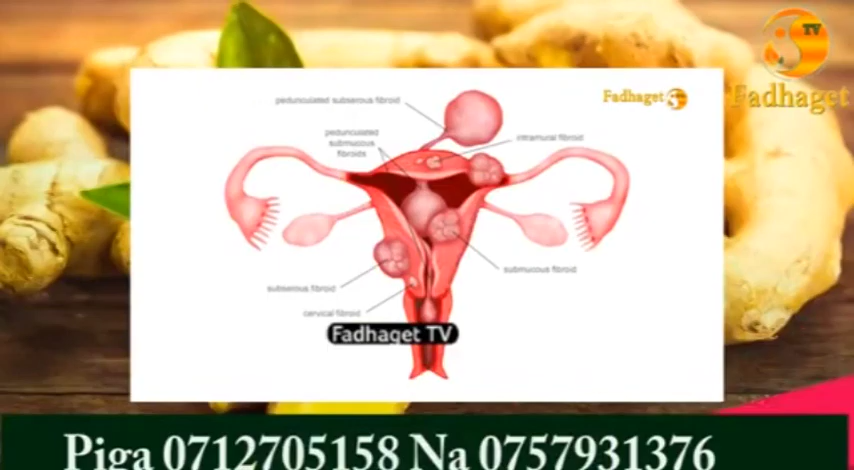 TV
Fadhaget
Fadhaget
pedunculated subserous fibroid
pedunculated
submucous
fibroids
intramural fibroid
submucous fibroid
subserous fibroid
cervical fibroid
Fadhaget TV
Piga 0712705158 Na 0757931376